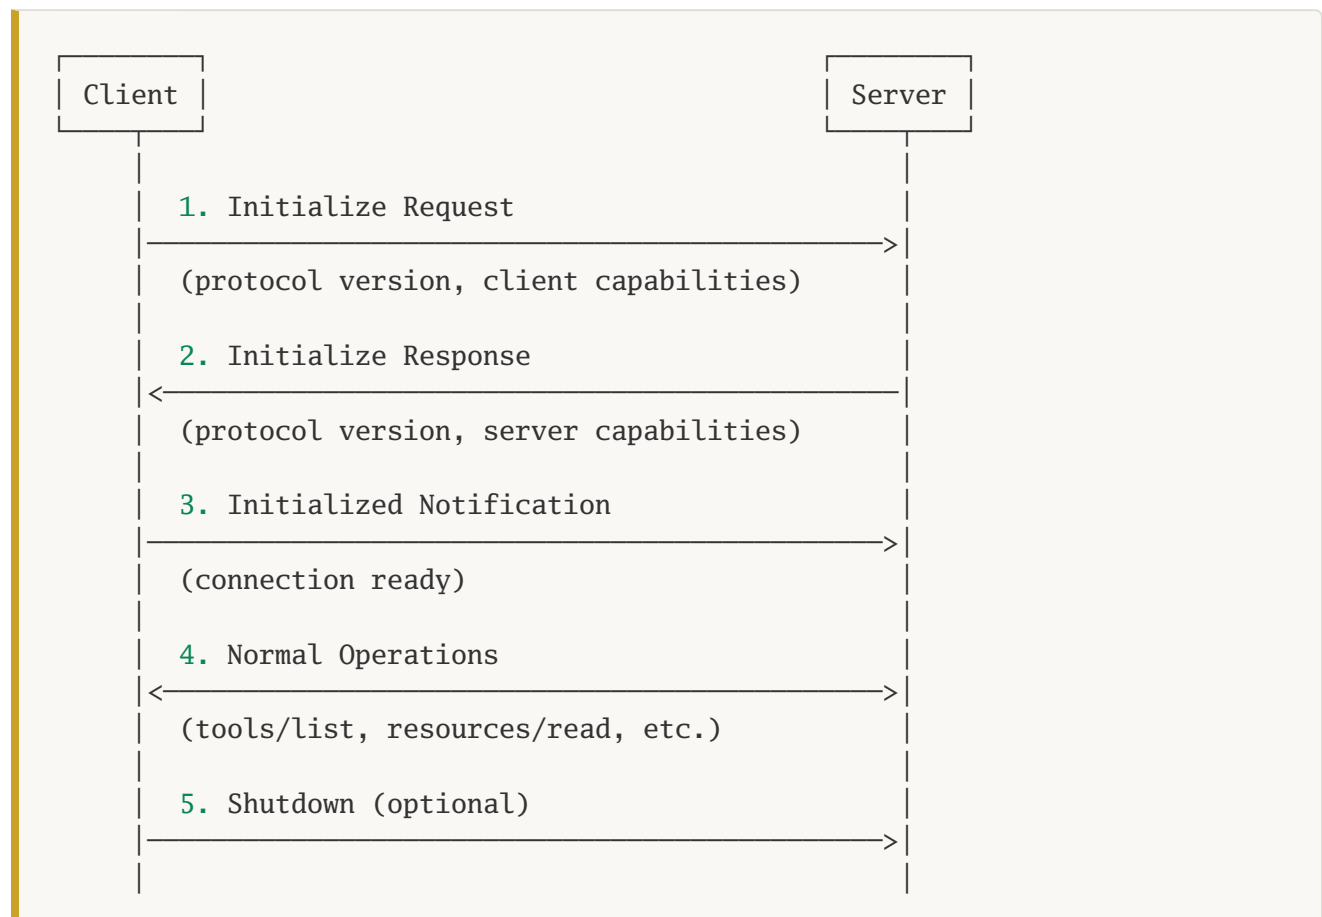 Client Server
1. Initialize Request
(protocol version, client capabilities)
2. Initialize Response
(protocol version, server capabilities)
3. Initialized Notification
(connection ready)
4. Normal Operations
(tools/list, resources/read, etc.)
5. Shutdown (optional)